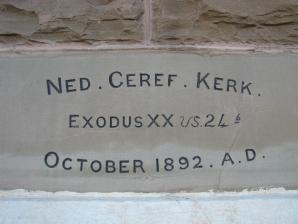 NED. CEREF. KERK.
EXODUS XX vs. 24 b
OCTOBER 1892. A.D.